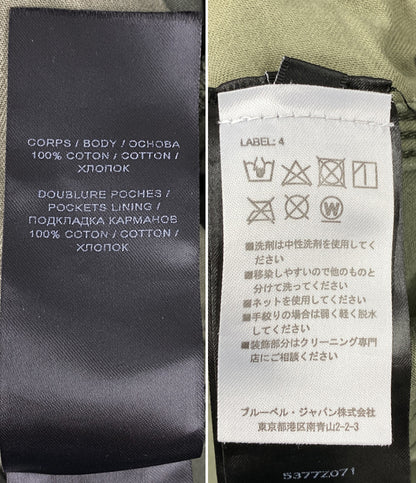 CORPS / BODY / ОСНОВА
100% COTON / COTTON /
ХЛОПОК
DOUBLURE POCHES /
POCKETS LINING /
ПОДКЛАДКА КАРМАНОВ
100% COTON / COTTON /
ХЛОПОК
LABEL: 4
W
■洗剤は中性洗剤を使用してく
ださい
■移染しやすいので他のものと
分けて洗ってください
■ネットを使用してください
■手絞りの場合は弱く軽く脱水
してください
■装飾部分はクリーニング専門
店にご相談ください
ブルーベル・ジャパン株式会社
東京都港区南青山2-2-3
5377Z071